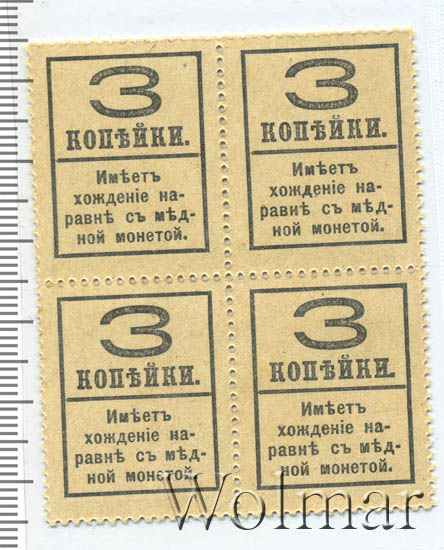 3
КОПѢЙКИ.
Имѣетъ
хожденіе на-
равнѣ съ мѣд-
ной монетой.
3
КОПѢЙКИ.
Имѣетъ
хожденіе на-
равнѣ съ мѣд-
ной монетой.
3
КОПѢЙКИ.
Имѣетъ
хожденіе на-
равнѣ съ мѣд-
ной монетой.
3
КОПѢЙКИ.
Имѣетъ
хожденіе на-
равнѣ съ мѣд-
ной монетой.
Wolmar